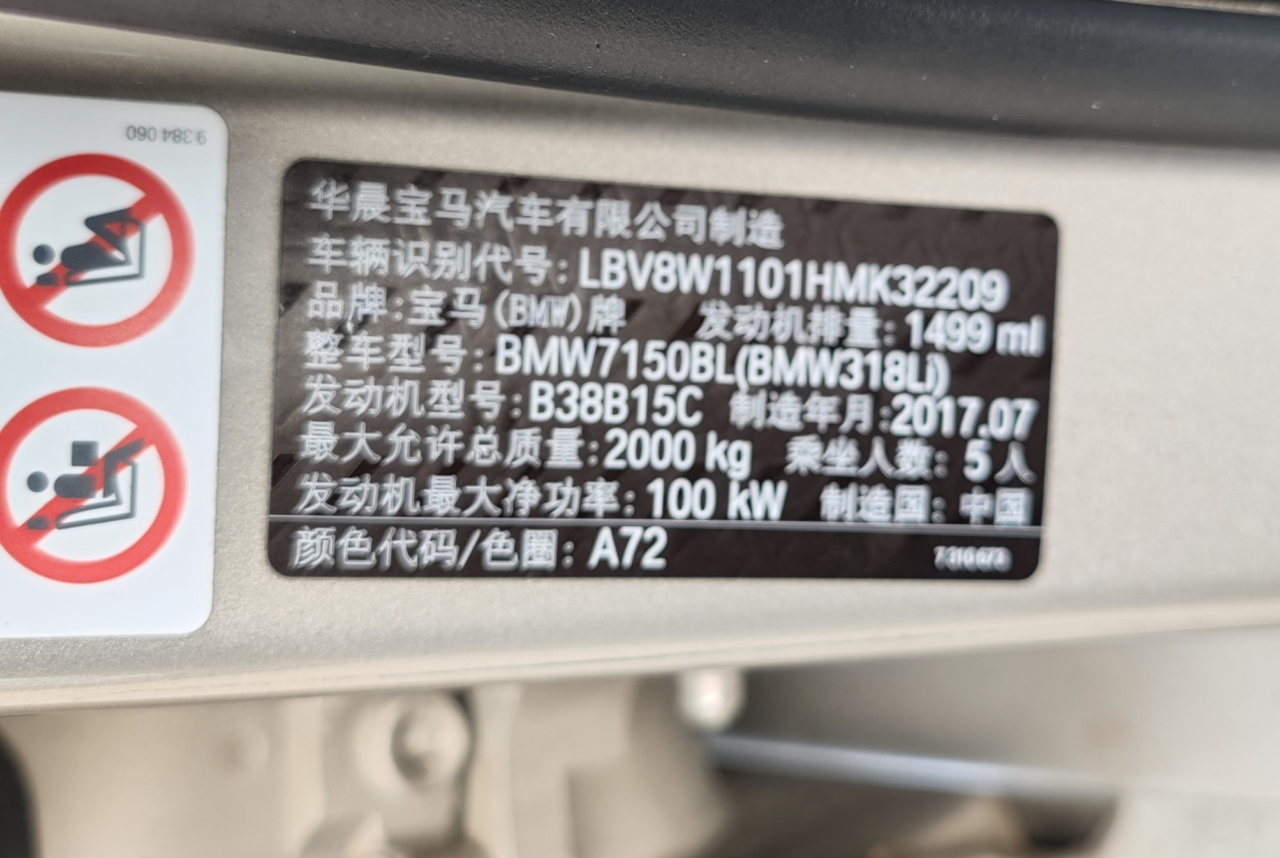 9 384 060
华晨宝马汽车有限公司制造
车辆识别代号: LBV8W1101HMK32209
品牌: 宝马(BMW)牌 发动机排量: 1499 ml
整车型号: BMW7150BL(BMW318Li)
发动机型号: B38B15C 制造年月: 2017.07
最大允许总质量: 2000 kg 乘坐人数: 5 人
发动机最大净功率: 100 kW 制造国: 中国
颜色代码/色圈: A72